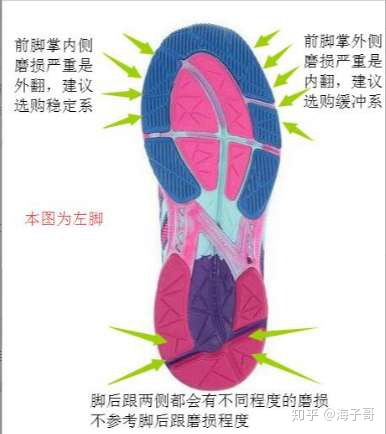 前脚掌内侧
磨损严重是
外翻，建议
选购稳定系
前脚掌外侧
磨损严重是
内翻，建议
选购缓冲系
本图为左脚
脚后跟两侧都会有不同程度的磨损
不参考脚后跟磨损程度
知乎 @海子哥